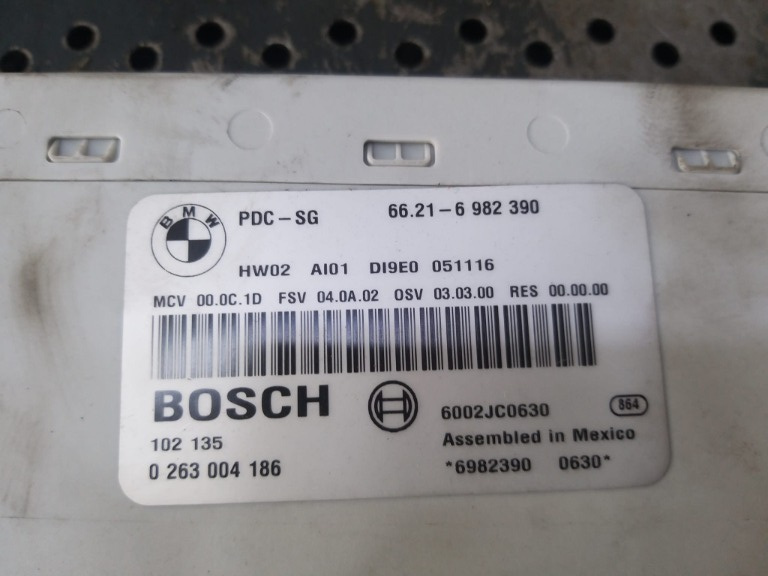 BMW PDC-SG 66.21-6 982 390
HW02 AI01 DI9E0 051116
MCV 00.0C.1D FSV 04.0A.02 OSV 03.03.00 RES 00.00.00
BOSCH 6002JC0630 864
102 135 Assembled in Mexico
0 263 004 186 *6982390 0630*